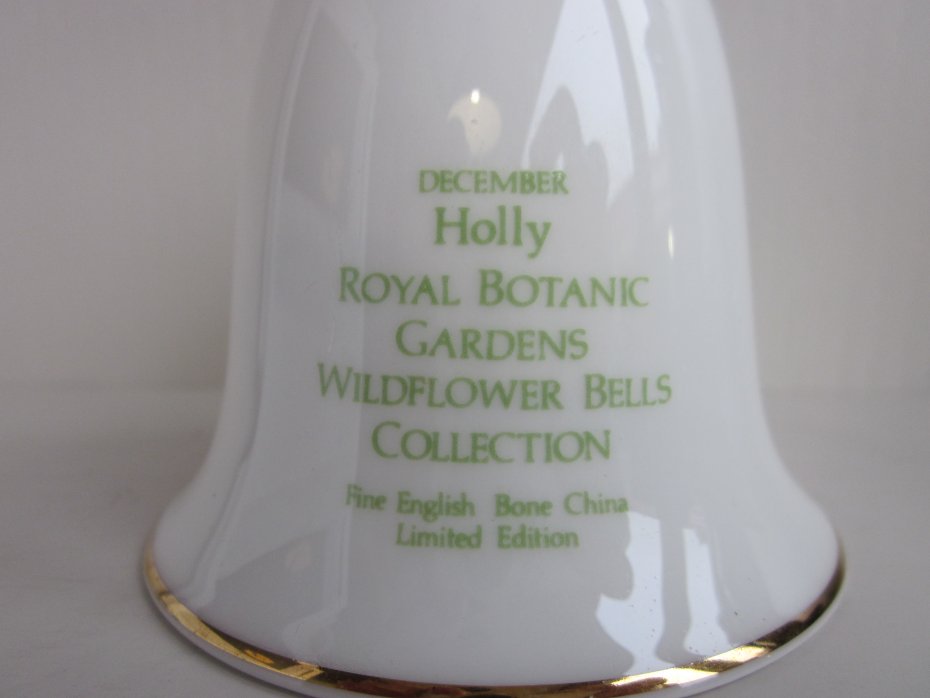 DECEMBER
Holly
ROYAL BOTANIC
GARDENS
WILDFLOWER BELLS
COLLECTION
Fine English Bone China
Limited Edition